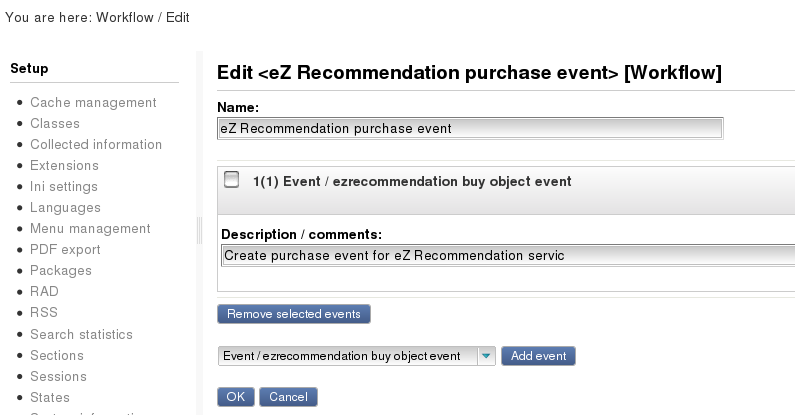 You are here: Workflow / Edit
Setup
Cache management
Classes
Collected information
Extensions
Ini settings
Languages
Menu management
PDF export
Packages
RAD
RSS
Search statistics
Sections
Sessions
States
Edit <eZ Recommendation purchase event> [Workflow]
Name:
eZ Recommendation purchase event
1(1) Event / ezrecommendation buy object event
Description / comments:
Create purchase event for eZ Recommendation servic
Remove selected events
Event / ezrecommendation buy object event
Add event
OK
Cancel